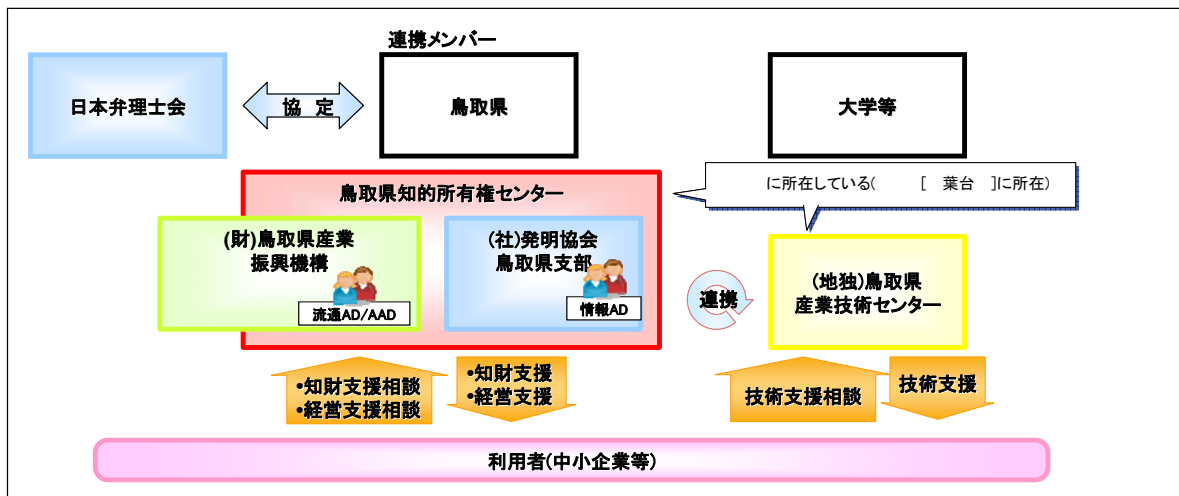 連携メンバー
日本弁理士会
協 定
鳥取県
大学等
に所在している( [ 葉台 ]に所在)
鳥取県知的所有権センター
(財)鳥取県産業
振興機構
流通AD/AAD
(社)発明協会
鳥取県支部
情報AD
連携
(地独)鳥取県
産業技術センター
•知財支援相談
•経営支援相談
•知財支援
•経営支援
技術支援相談
技術支援
利用者(中小企業等)